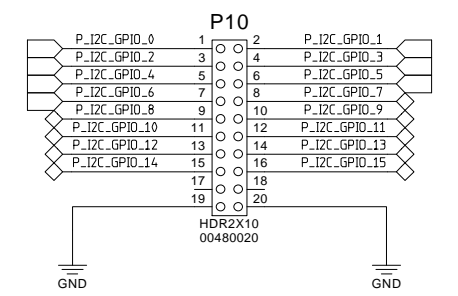 P10
P_I2C_GPIO_0 1 2 P_I2C_GPIO_1
P_I2C_GPIO_2 3 4 P_I2C_GPIO_3
P_I2C_GPIO_4 5 6 P_I2C_GPIO_5
P_I2C_GPIO_6 7 8 P_I2C_GPIO_7
P_I2C_GPIO_8 9 10 P_I2C_GPIO_9
P_I2C_GPIO_10 11 12 P_I2C_GPIO_11
P_I2C_GPIO_12 13 14 P_I2C_GPIO_13
P_I2C_GPIO_14 15 16 P_I2C_GPIO_15
17 18
19 20
HDR2X10
00480020
GND GND